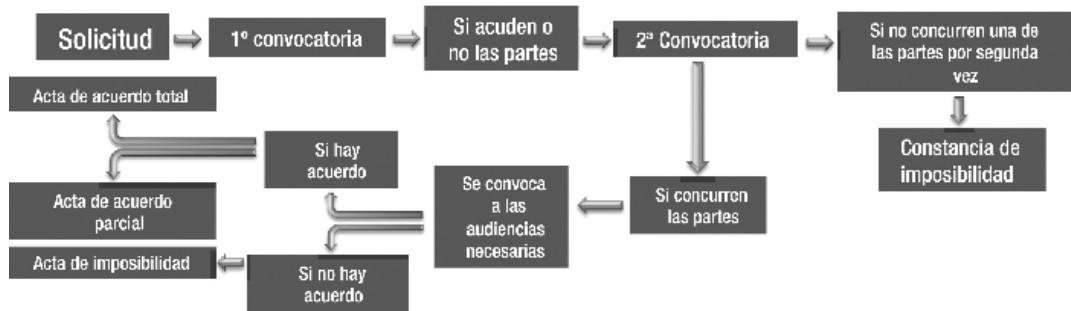 Solicitud
1º convocatoria
Si acuden o
no las partes
2ª Convocatoria
Si no concurren una de
las partes por segunda
vez
Constancia de
imposibilidad
Si concurren
las partes
Se convoca
a las
audiencias
necesarias
Si hay
acuerdo
Acta de acuerdo total
Acta de acuerdo
parcial
Si no hay
acuerdo
Acta de imposibilidad